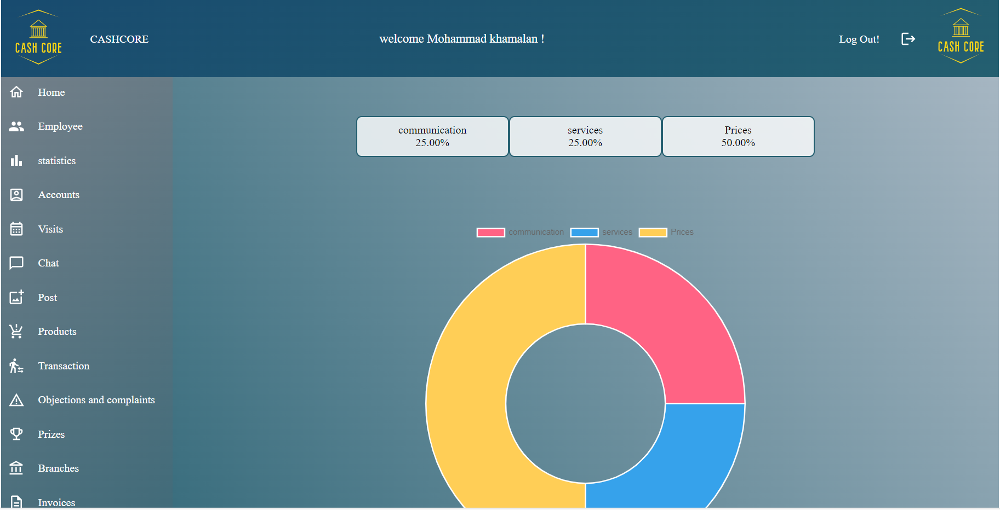 CASH CORE
CASHCORE
welcome Mohammad khamalan !
Log Out!
CASH CORE
Home
Employee
statistics
Accounts
Visits
Chat
Post
Products
Transaction
Objections and complaints
Prizes
Branches
Invoices
communication
25.00%
services
25.00%
Prices
50.00%
communication services Prices